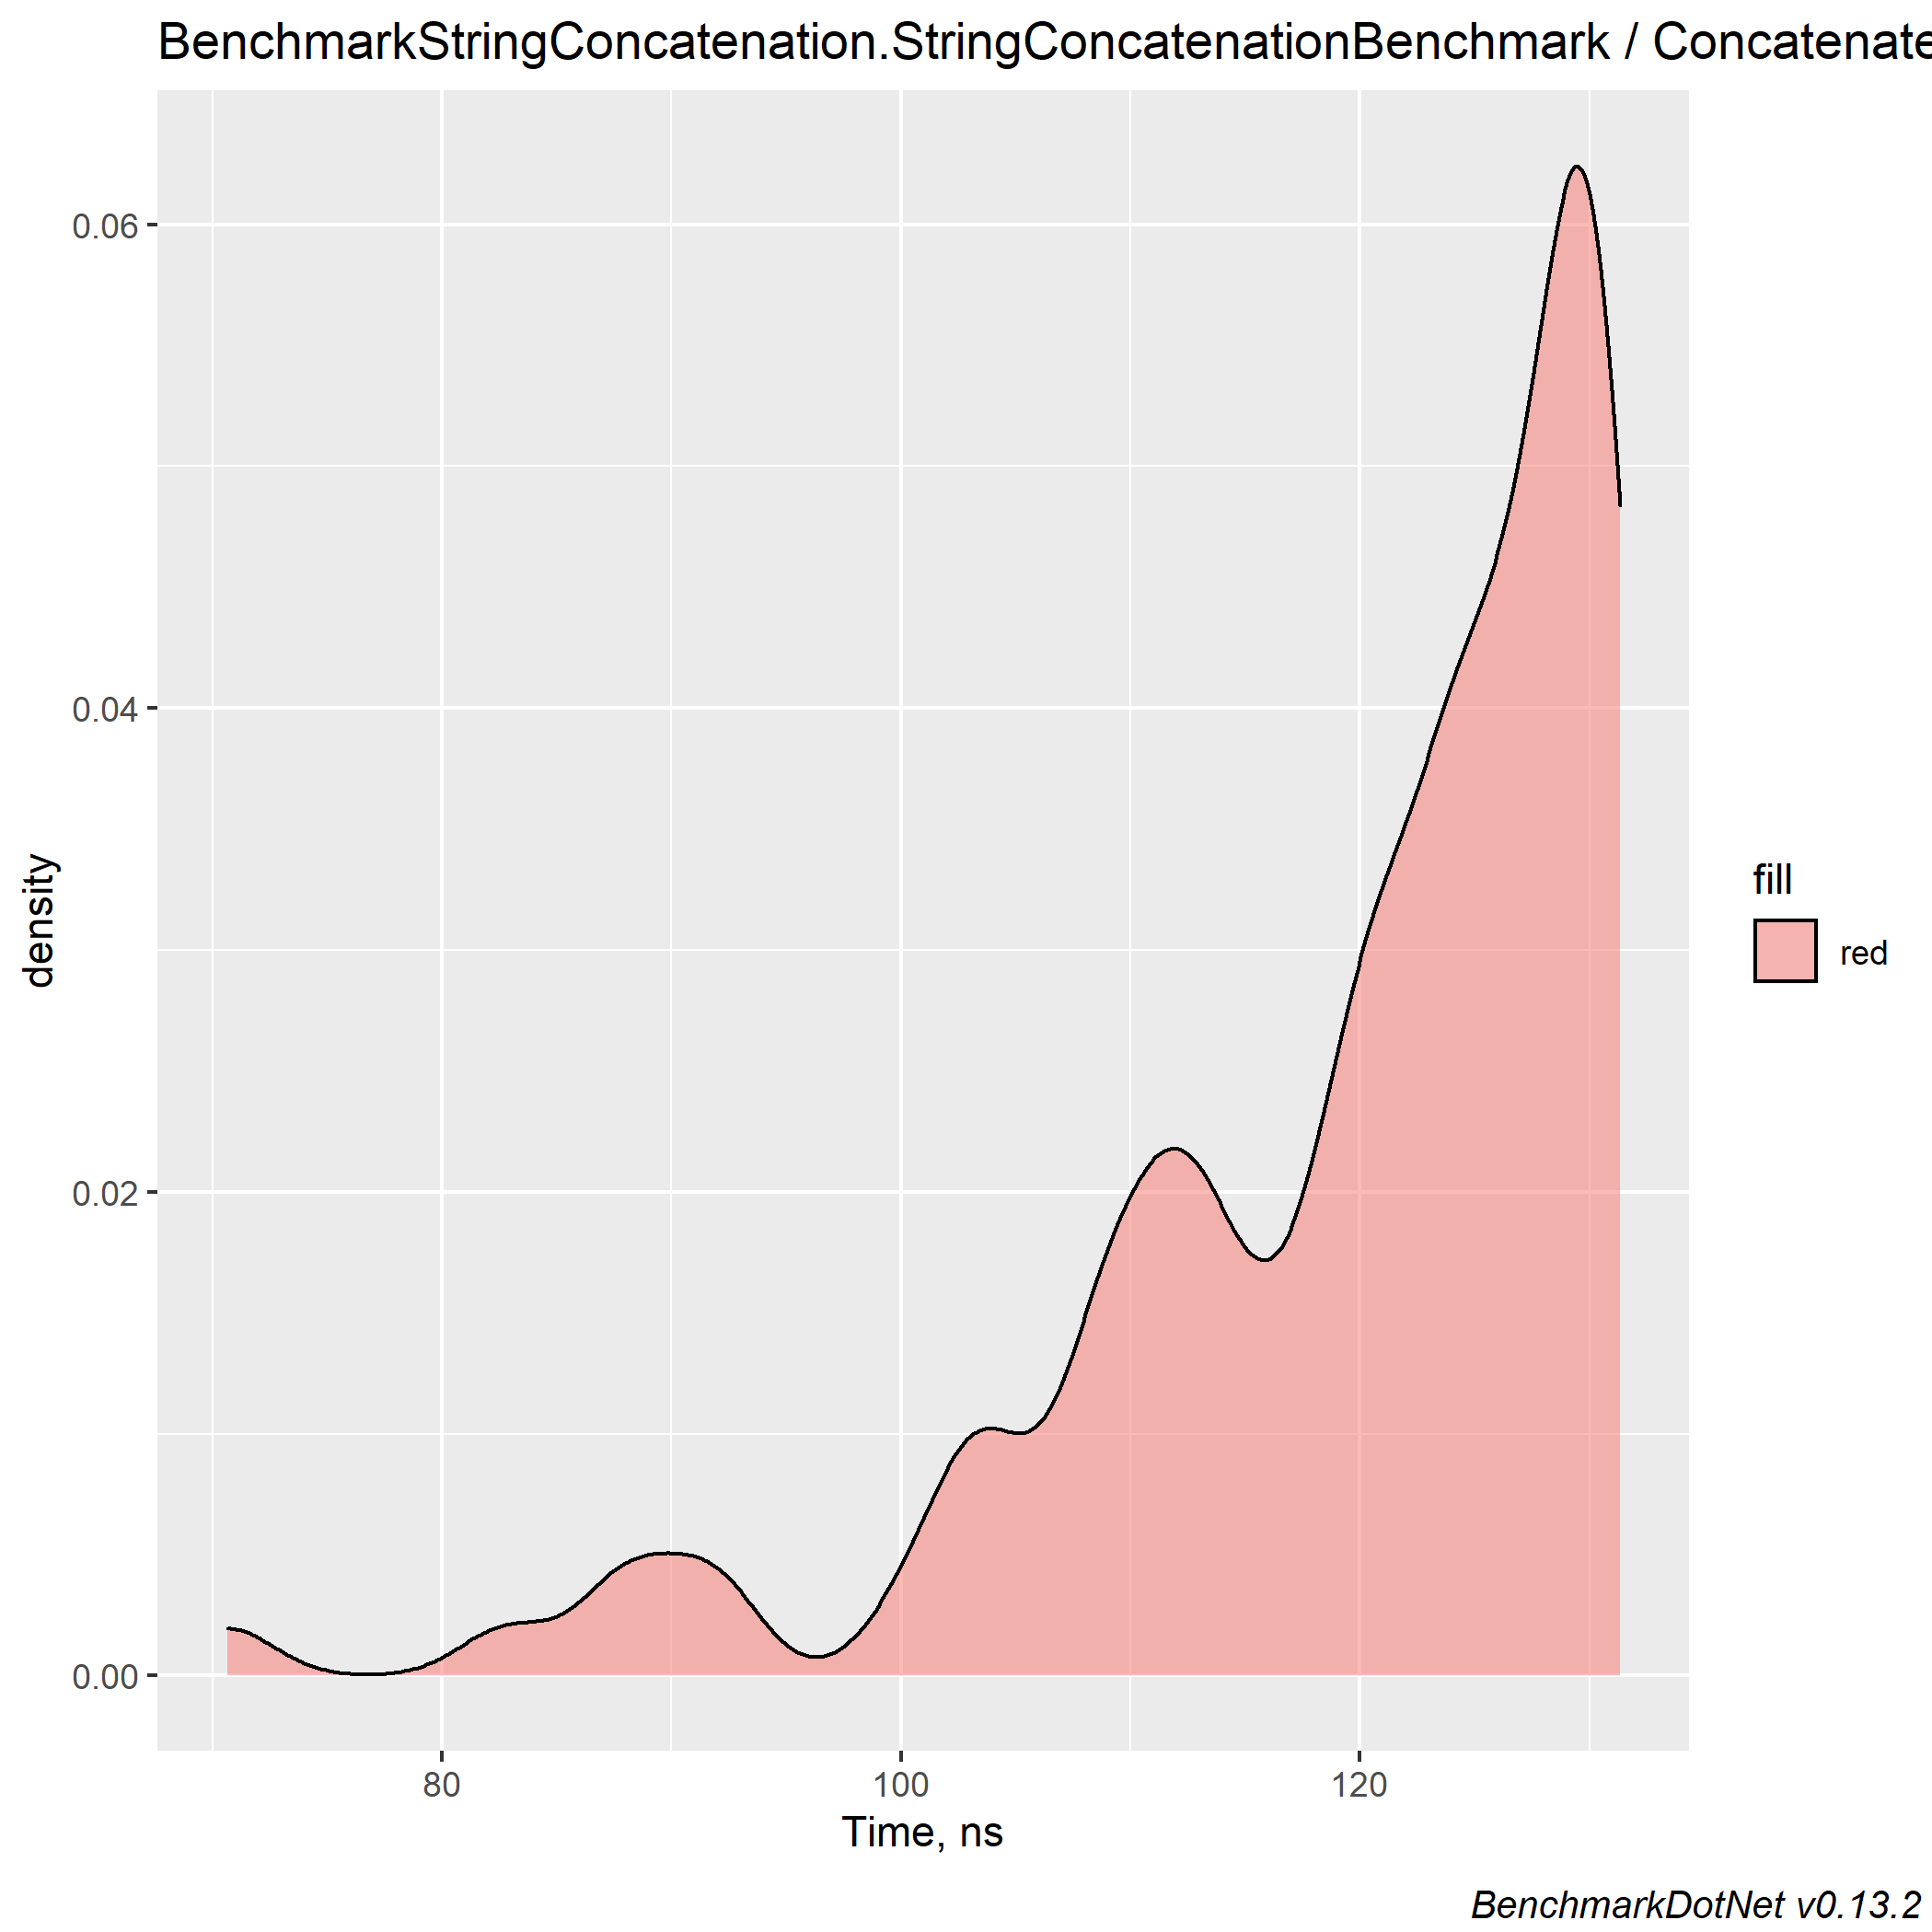 BenchmarkStringConcatenation.StringConcatenationBenchmark / Concatenate
0.06
0.04
0.02
0.00
density
80
100
120
Time, ns
fill
red
BenchmarkDotNet v0.13.2